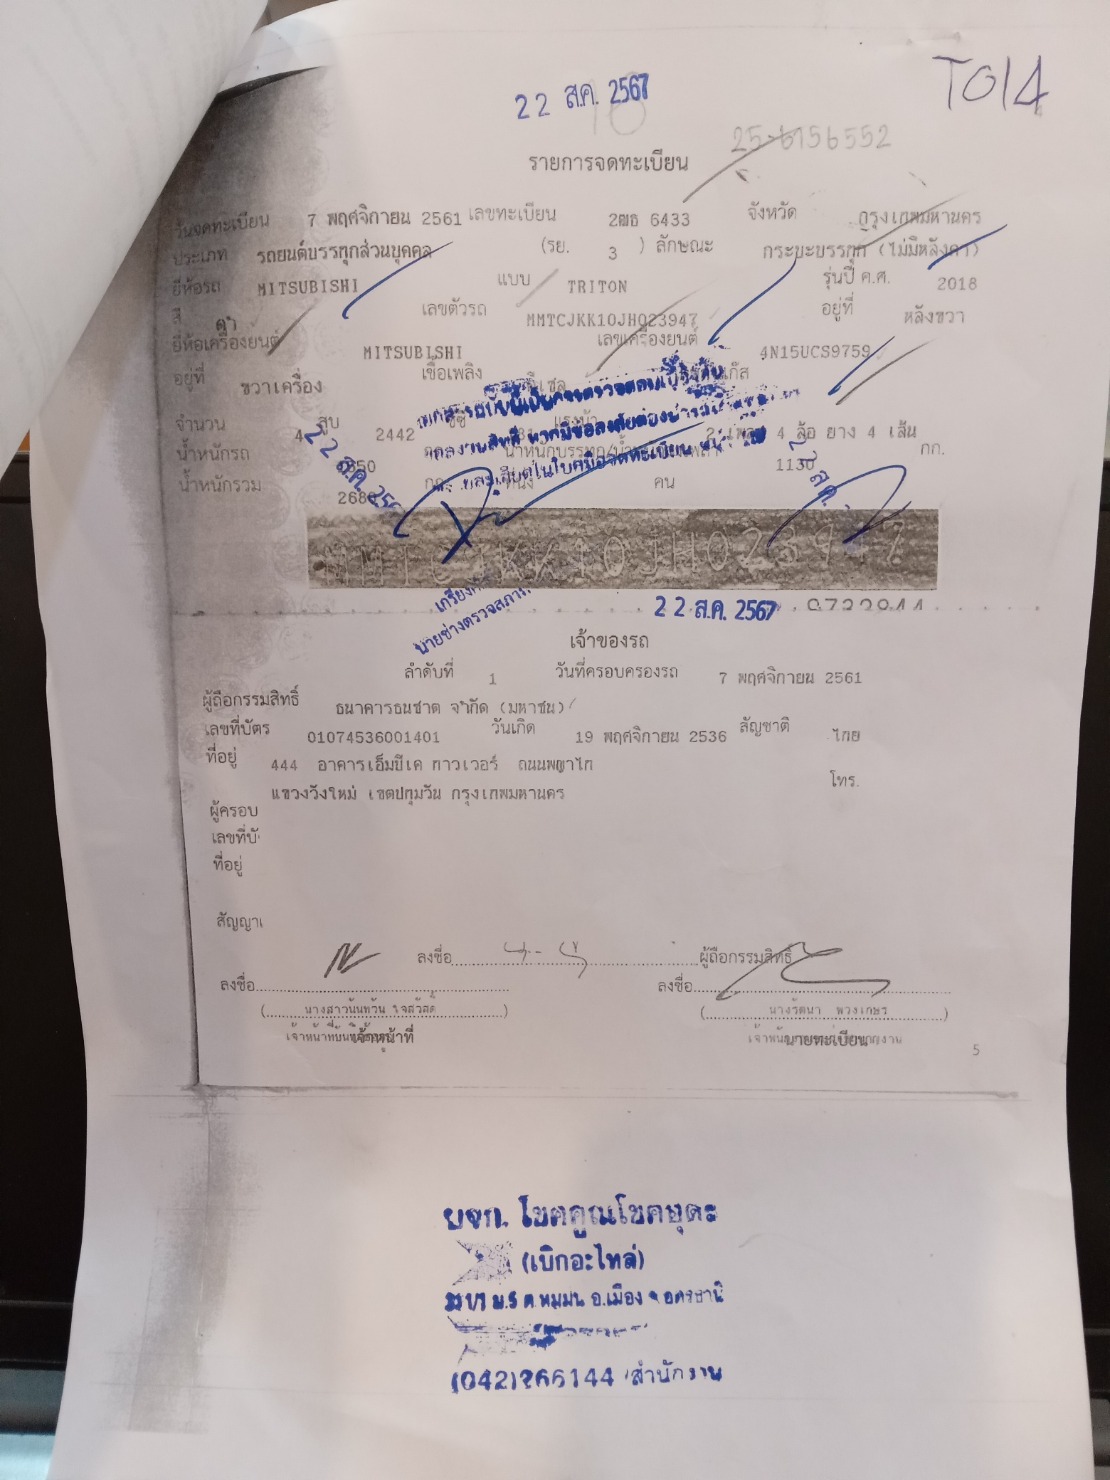 T014
22 ส.ค. 2567
25-6156552
รายการจดทะเบียน
วันจดทะเบียน 7 พฤศจิกายน 2561 เลขทะเบียน 2ฒธ 6433 จังหวัด กรุงเทพมหานคร
ประเภท รถยนต์บรรทุกส่วนบุคคล (รย. 3 ) ลักษณะ กระบะบรรทุก (ไม่มีหลังคา)
ยี่ห้อรถ MITSUBISHI แบบ TRITON รุ่นปี ค.ศ. 2018
สี ดำ เลขตัวรถ MMTCJKK10JH023947 อยู่ที่ หลังขวา
ยี่ห้อเครื่องยนต์ MITSUBISHI เลขเครื่องยนต์ 4N15UCS9759
อยู่ที่ ขวาเครื่อง เชื้อเพลิง
จำนวน 4 สูบ 2442 ซีซี 2 เพลา 4 ล้อ ยาง 4 เส้น
น้ำหนักรถ 1130 กก.
น้ำหนักรวม คน
22 ส.ค.
22 ส.ค.
MMTCJKK10JH023947
นายช่างตรวจสภาพ
22 ส.ค. 2567
เจ้าของรถ
ลำดับที่ 1 วันที่ครอบครองรถ 7 พฤศจิกายน 2561
ผู้ถือกรรมสิทธิ์ ธนาคารธนชาต จำกัด (มหาชน)
เลขที่บัตร 01074536001401 วันเกิด 19 พฤศจิกายน 2536 สัญชาติ ไทย
ที่อยู่ 444 อาคารเอ็มบีเค ทาวเวอร์ ถนนพญาไท
แขวงวังใหม่ เขตปทุมวัน กรุงเทพมหานคร โทร.
ผู้ครอบ
เลขที่บั
ที่อยู่
สัญญาเ
ลงชื่อ ผู้ถือกรรมสิทธิ์
ลงชื่อ ลงชื่อ
( นางรัตนา พวงเกษร )
เจ้าหน้าที่ นายทะเบียน
5
หจก. โชคคูณโชคษุดะ
(เบิกอะไหล่)
(042)266144 สำนักงาน